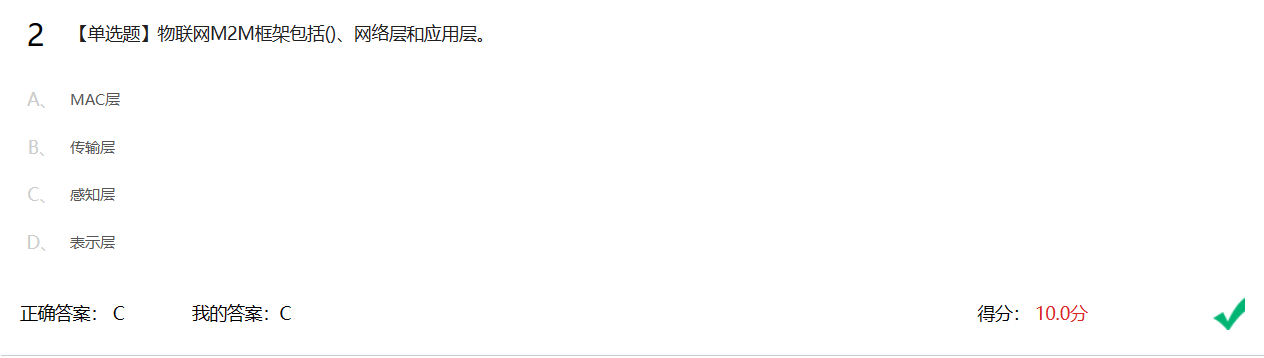 2 【单选题】物联网M2M框架包括()、网络层和应用层。
A、 MAC层
B、 传输层
C、 感知层
D、 表示层
正确答案： C 我的答案：C 得分： 10.0分